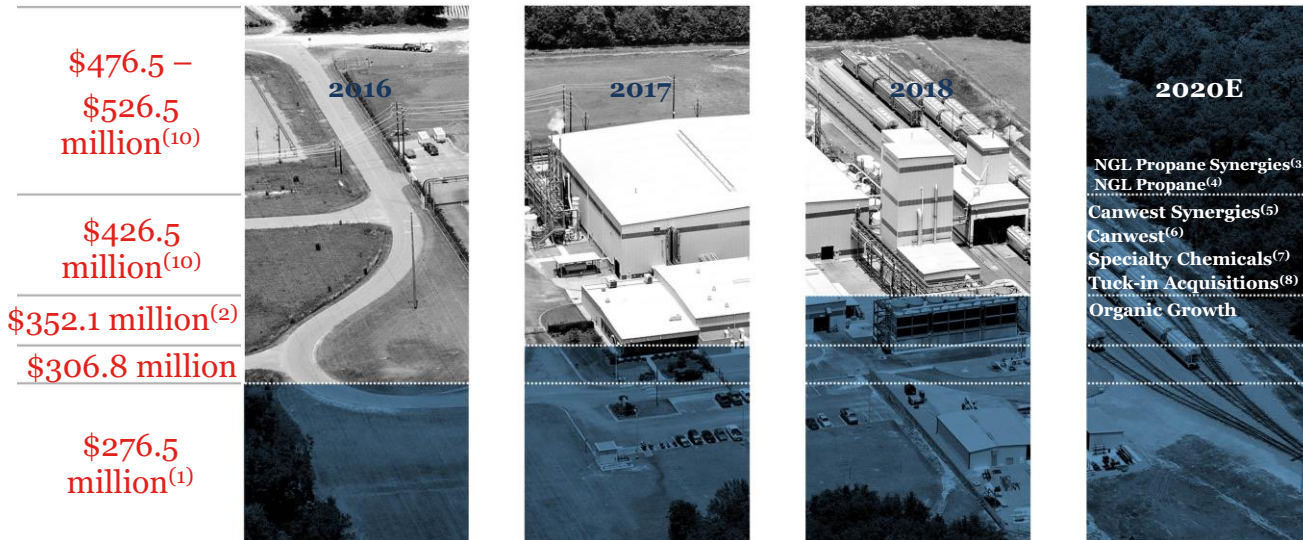 $476.5 –
$526.5
million(10)
$426.5
million(10)
$352.1 million(2)
$306.8 million
$276.5
million(1)
2016
2017
2018
2020E
NGL Propane Synergies(3
NGL Propane(4)
Canwest Synergies(5)
Canwest(6)
Specialty Chemicals(7)
Tuck-in Acquisitions(8)
Organic Growth